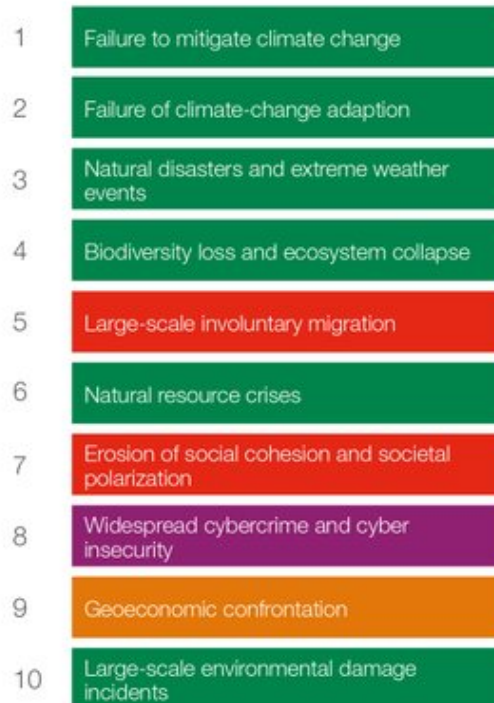 1 Failure to mitigate climate change
2 Failure of climate-change adaption
3 Natural disasters and extreme weather
events
4 Biodiversity loss and ecosystem collapse
5 Large-scale involuntary migration
6 Natural resource crises
7 Erosion of social cohesion and societal
polarization
8 Widespread cybercrime and cyber
insecurity
9 Geoeconomic confrontation
10 Large-scale environmental damage
incidents